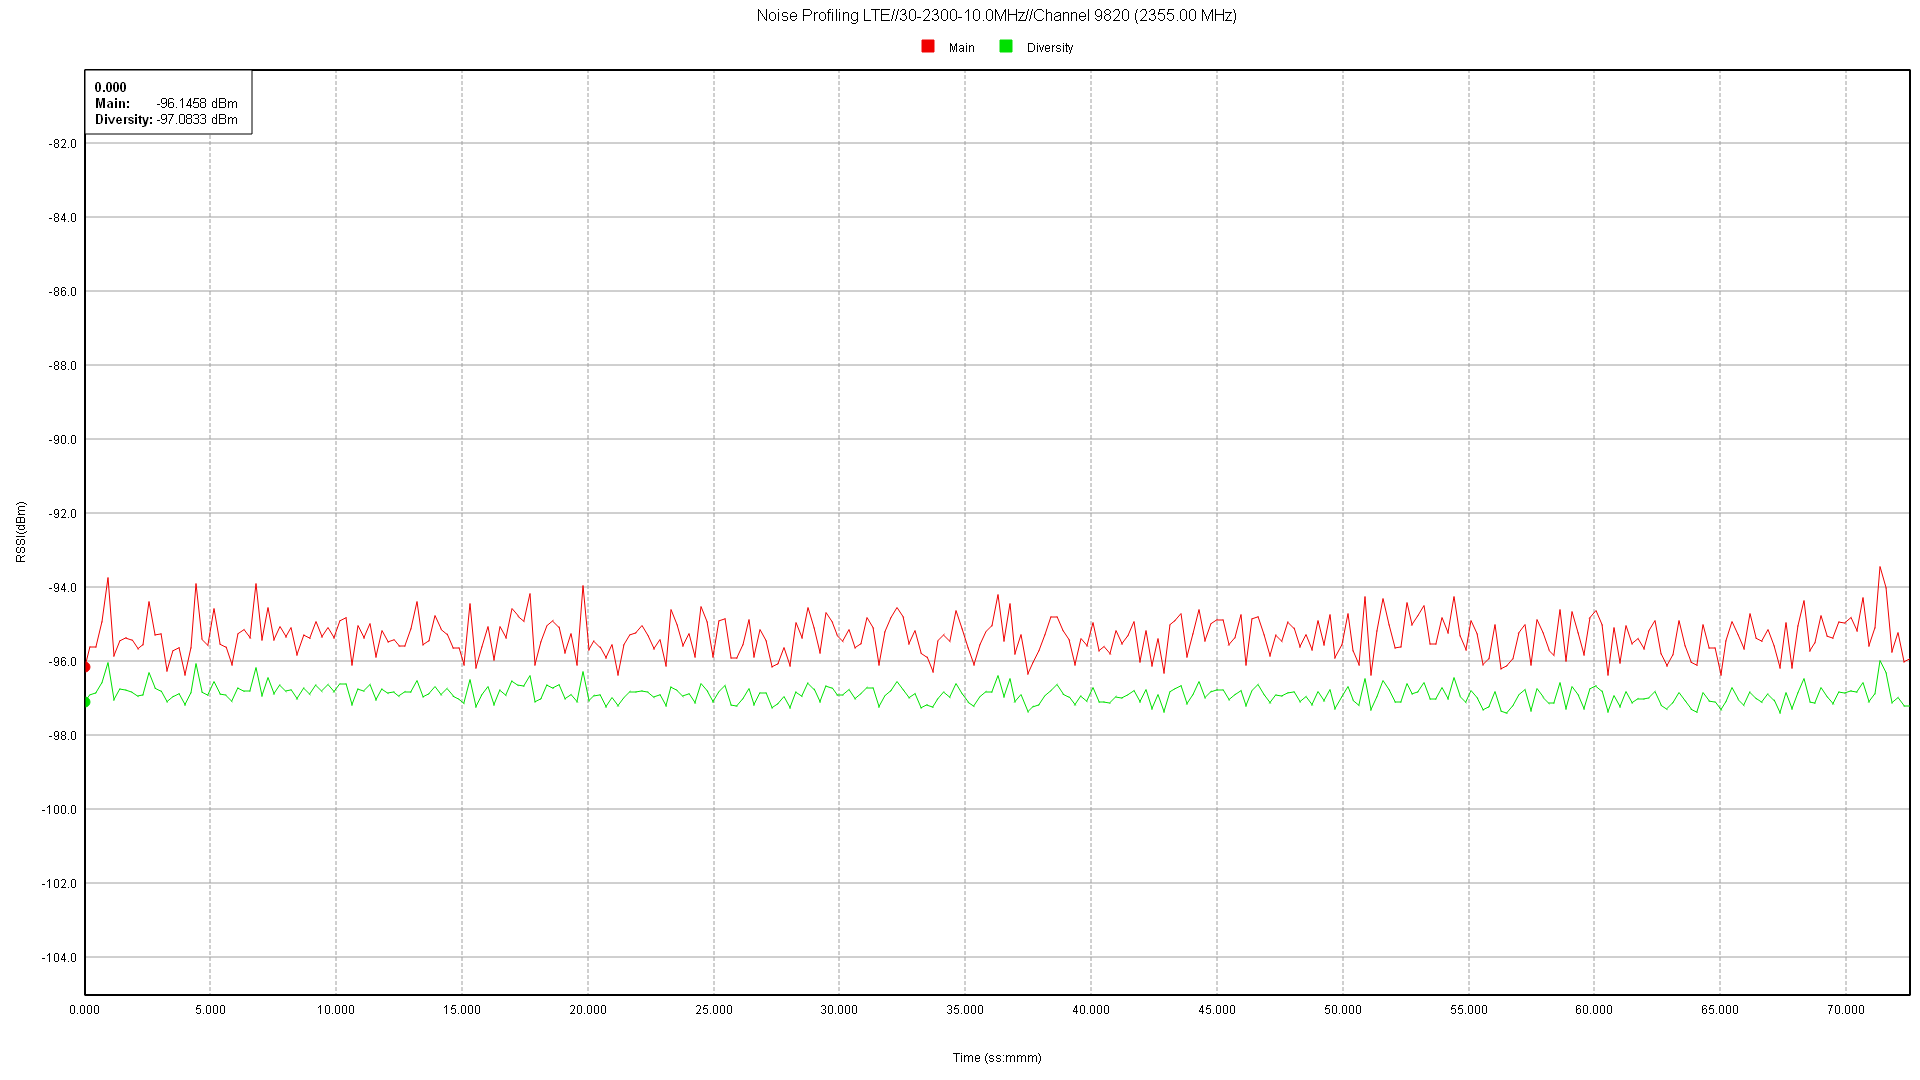 Noise Profiling LTE//30-2300-10.0MHz//Channel 9820 (2355.00 MHz)
Main Diversity
0.000
Main: -96.1458 dBm
Diversity: -97.0833 dBm
-82.0
-84.0
-86.0
-88.0
-90.0
-92.0
-94.0
-96.0
-98.0
-100.0
-102.0
-104.0
RSSI(dBm)
0.000 5.000 10.000 15.000 20.000 25.000 30.000 35.000 40.000 45.000 50.000 55.000 60.000 65.000 70.000
Time (ss:mmm)